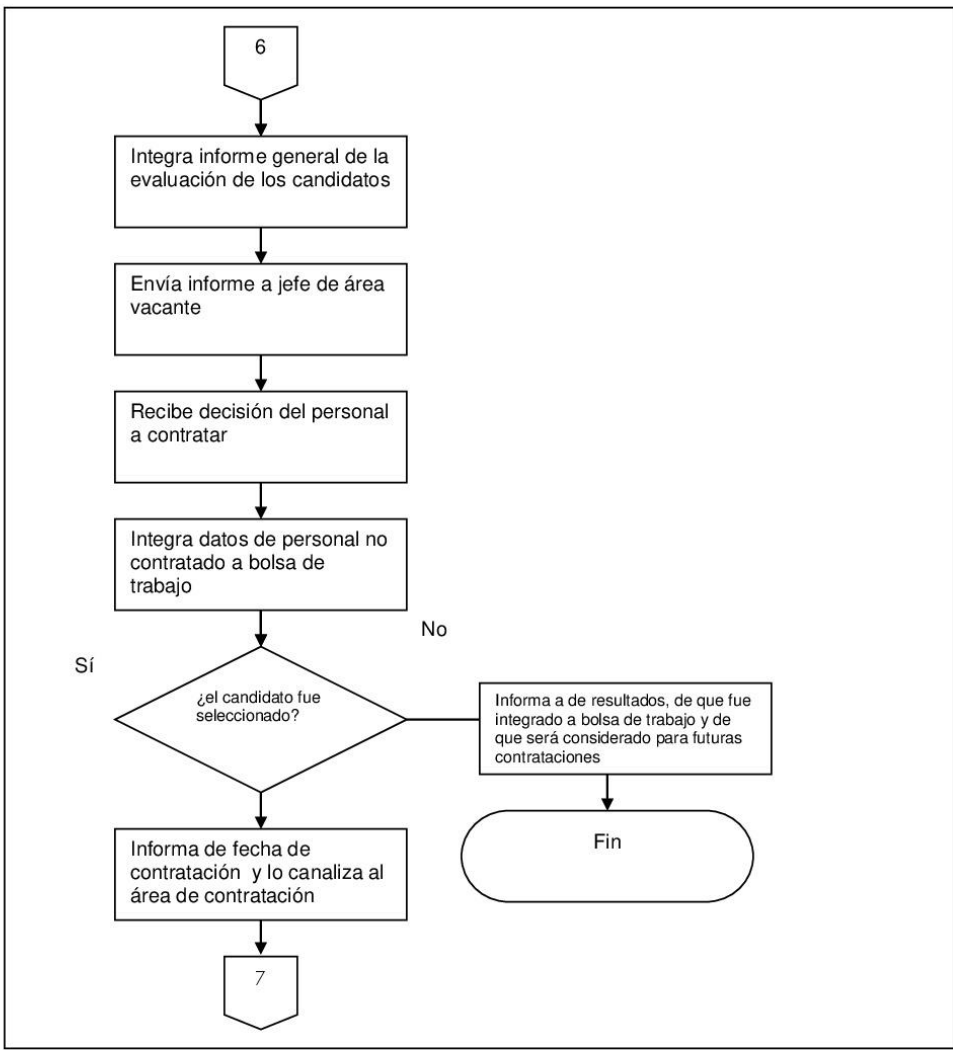 6
Integra informe general de la
evaluación de los candidatos
Envía informe a jefe de área
vacante
Recibe decisión del personal
a contratar
Integra datos de personal no
contratado a bolsa de
trabajo
No
Sí
¿el candidato fue
seleccionado?
Informa a de resultados, de que fue
integrado a bolsa de trabajo y de
que será considerado para futuras
contrataciones
Fin
Informa de fecha de
contratación y lo canaliza al
área de contratación
7